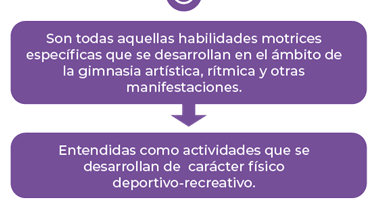 Son todas aquellas habilidades motrices
específicas que se desarrollan en el ámbito de
la gimnasia artística, rítmica y otras
manifestaciones.
Entendidas como actividades que se
desarrollan de carácter físico
deportivo-recreativo.